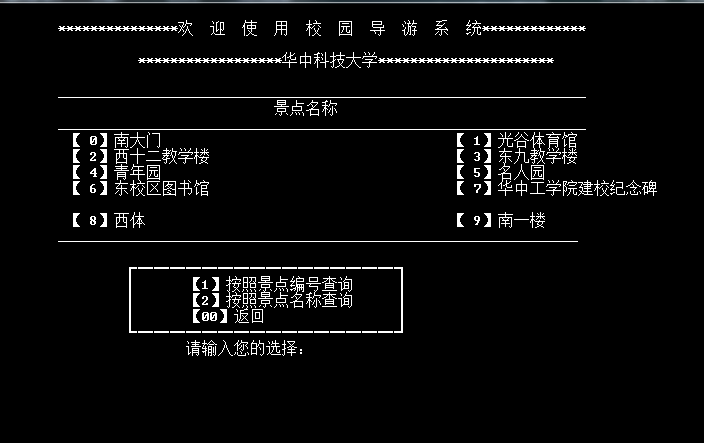 ***************欢 迎 使 用 校 园 导 游 系 统*************
******************华中科技大学**********************
景点名称
【 0】南大门 【 1】光谷体育馆
【 2】西十二教学楼 【 3】东九教学楼
【 4】青年园 【 5】名人园
【 6】东校区图书馆 【 7】华中工学院建校纪念碑
【 8】西体 【 9】南一楼
【1】按照景点编号查询
【2】按照景点名称查询
【00】返回
请输入您的选择: